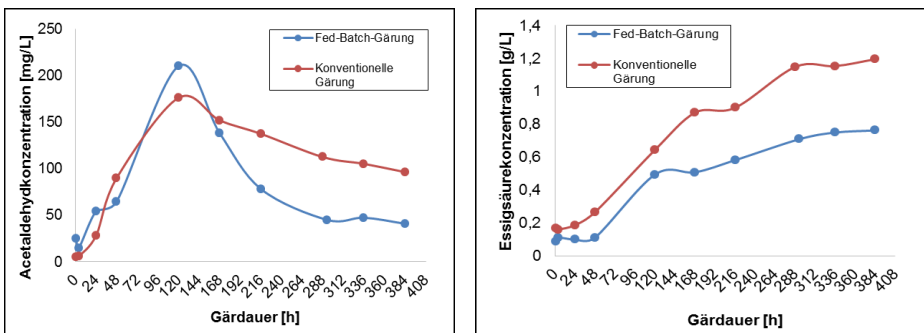 Acetaldehydkonzentration [mg/L]
250
200
150
100
50
0
Fed-Batch-Gärung
Konventionelle
Gärung
0 24 48 72 96 120 144 168 192 216 240 264 288 312 336 360 384 408
Gärdauer [h]
Essigsäurekonzentration [g/L]
1,4
1,2
1
0,8
0,6
0,4
0,2
0
Fed-Batch-Gärung
Konventionelle
Gärung
0 24 48 72 96 120 144 168 192 216 240 264 288 312 336 360 384 408
Gärdauer [h]